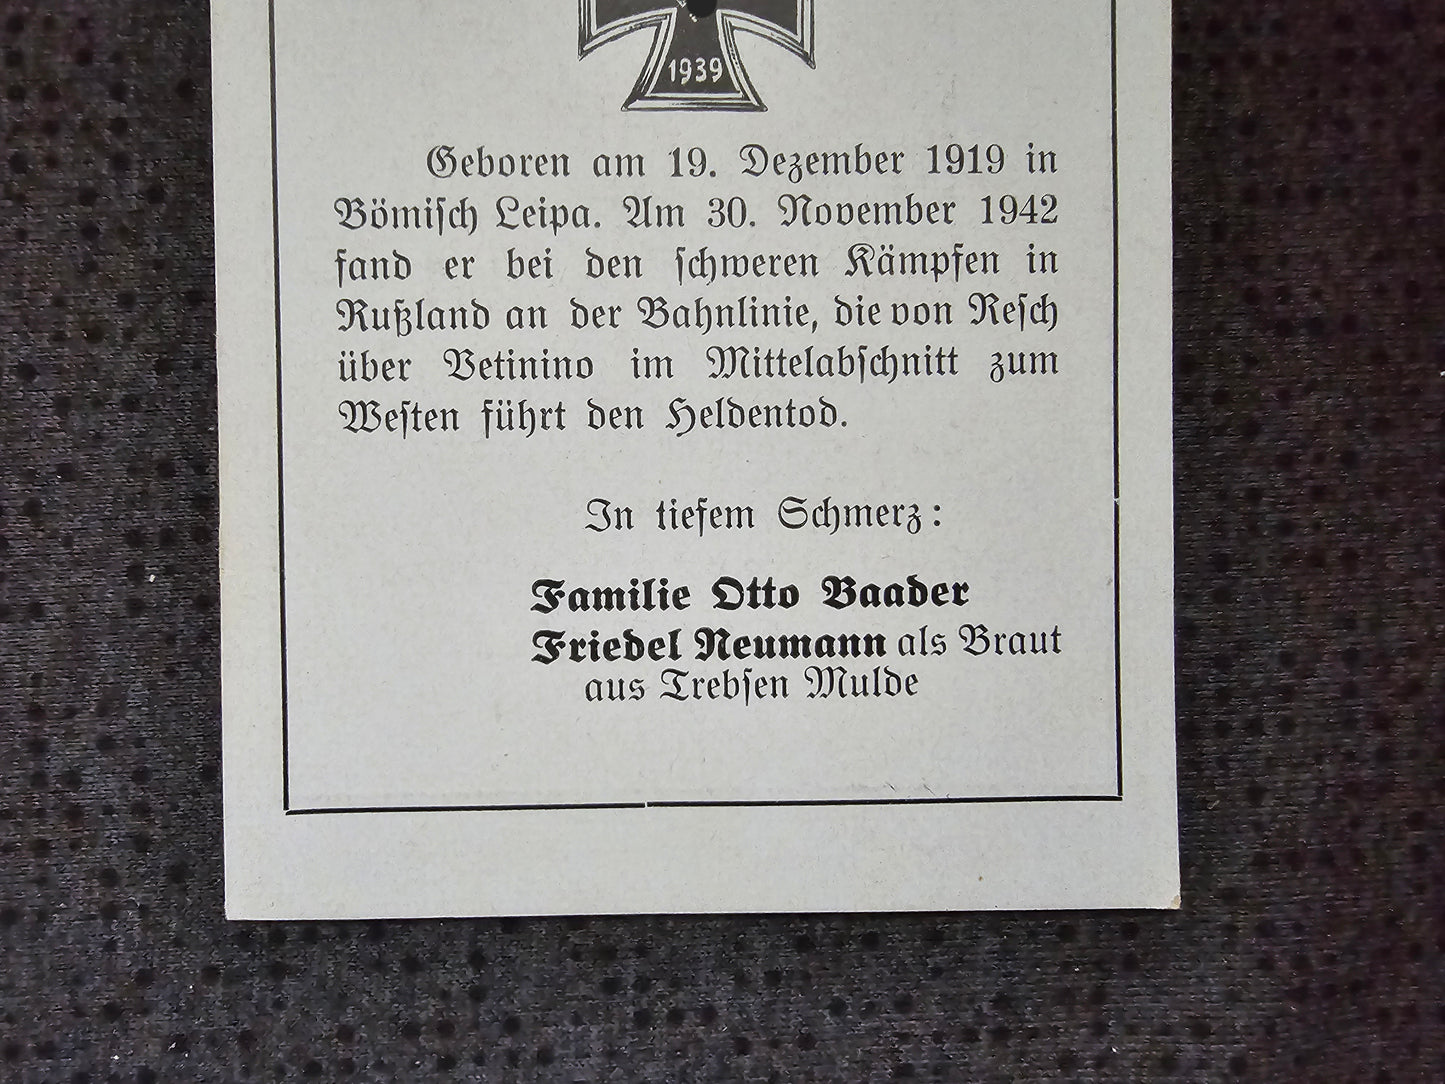 1939
Geboren am 19. Dezember 1919 in
Bömisch Leipa. Am 30. November 1942
fand er bei den schweren Kämpfen in
Rußland an der Bahnlinie, die von Resch
über Vetinino im Mittelabschnitt zum
Westen führt den Heldentod.
In tiefem Schmerz:
Familie Otto Baader
Friedel Neumann als Braut
aus Trebsen Mulde